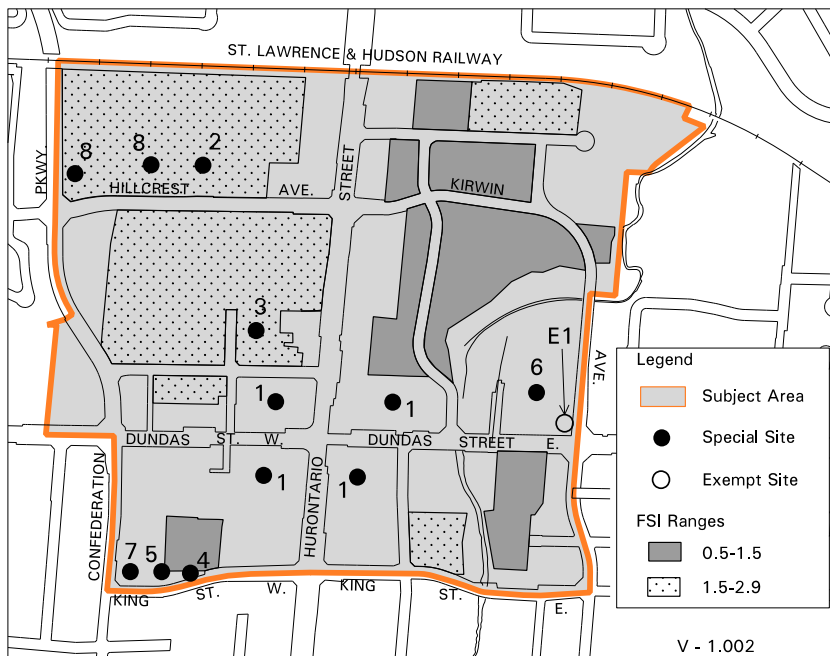 ST. LAWRENCE & HUDSON RAILWAY
PKWY.
8
8
2
HILLCREST AVE.
STREET
KIRWIN
3
E1
6
AVE.
1
1
DUNDAS ST. W.
DUNDAS STREET E.
1
1
CONFEDERATION
HURONTARIO
7
5
4
KING ST. W.
KING ST. E.
Legend
Subject Area
Special Site
Exempt Site
FSI Ranges
0.5-1.5
1.5-2.9
V - 1.002